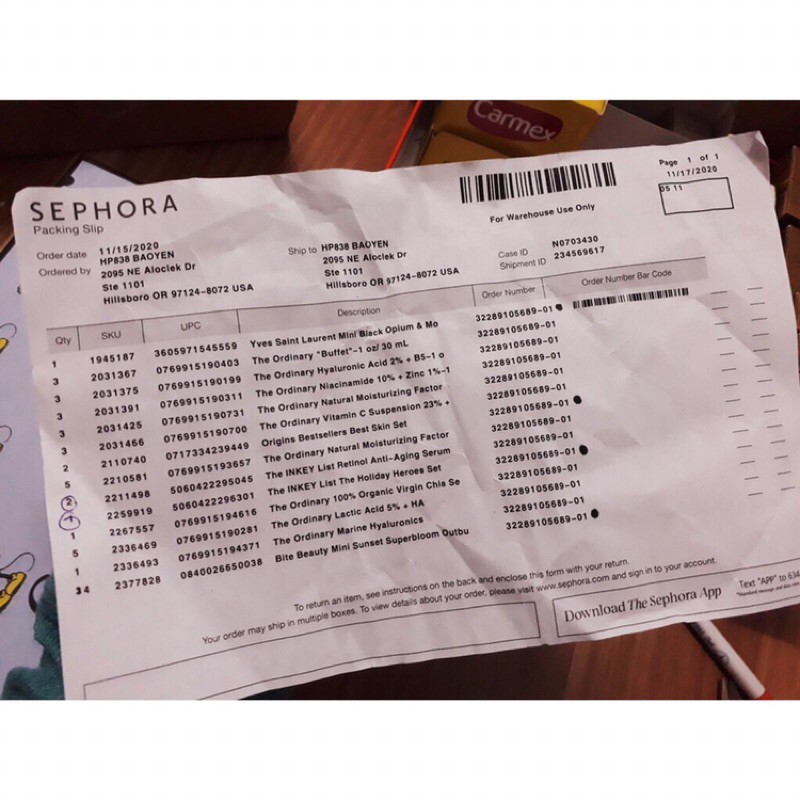 Carmex
SEPHORA
Packing Slip
Page 1 of 1
11/17/2020
DS 11
For Warehouse Use Only
Order date 11/15/2020
Ordered by HP838 BAOYEN
2095 NE Aloclek Dr
Ste 1101
Hillsboro OR 97124-8072 USA
Ship to HP838 BAOYEN
2095 NE Aloclek Dr
Ste 1101
Hillsboro OR 97124-8072 USA
Case ID N0703430
Shipment ID 234569617
Qty SKU UPC Description Order Number Order Number Bar Code
1 1945187 3605971545559 Yves Saint Laurent Mini Black Opium & Mo 32289105689-01
3 2031367 0769915190403 The Ordinary "Buffet"-1 oz/ 30 mL 32289105689-01
3 2031375 0769915190199 The Ordinary Hyaluronic Acid 2% + B5-1 o 32289105689-01
3 2031391 0769915190311 The Ordinary Niacinamide 10% + Zinc 1%-1 32289105689-01
3 2031425 0769915190731 The Ordinary Natural Moisturizing Factor 32289105689-01
2031466 0769915190700 The Ordinary Vitamin C Suspension 23% + 32289105689-01
2110740 0717334239449 Origins Bestsellers Best Skin Set 32289105689-01
2 2210581 0769915193657 The Ordinary Natural Moisturizing Factor 32289105689-01
5 2211498 5060422295045 The INKEY List Retinol Anti-Aging Serum 32289105689-01
2 2259919 5060422296301 The INKEY List The Holiday Heroes Set 32289105689-01
1 2267557 0769915194616 The Ordinary 100% Organic Virgin Chia Se 32289105689-01
1 2336469 0769915190281 The Ordinary Lactic Acid 5% + HA 32289105689-01
5 2336493 0769915194371 The Ordinary Marine Hyaluronics 32289105689-01
1 2377828 0840026650038 Bite Beauty Mini Sunset Superbloom Outbu 32289105689-01
34
To return an item, see instructions on the back and enclose this form with your return.
Your order may ship in multiple boxes. To view details about your order, please visit www.sephora.com and sign in to your account.
Download The Sephora App
Text "APP" to 634